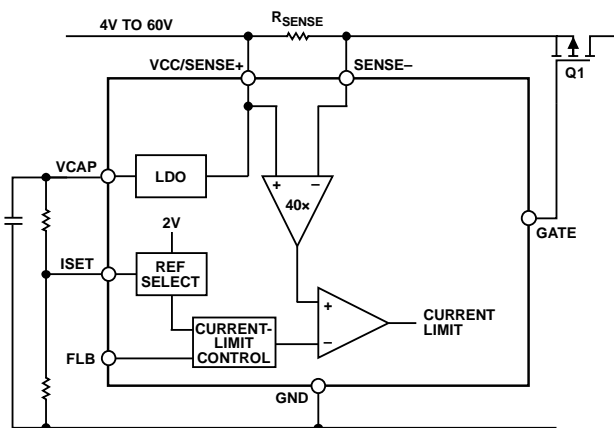 4V TO 60V
RSENSE
VCC/SENSE+
SENSE–
Q1
VCAP
LDO
+
–
40×
2V
GATE
ISET
REF
SELECT
+
–
CURRENT
LIMIT
CURRENT-
LIMIT
CONTROL
FLB
GND